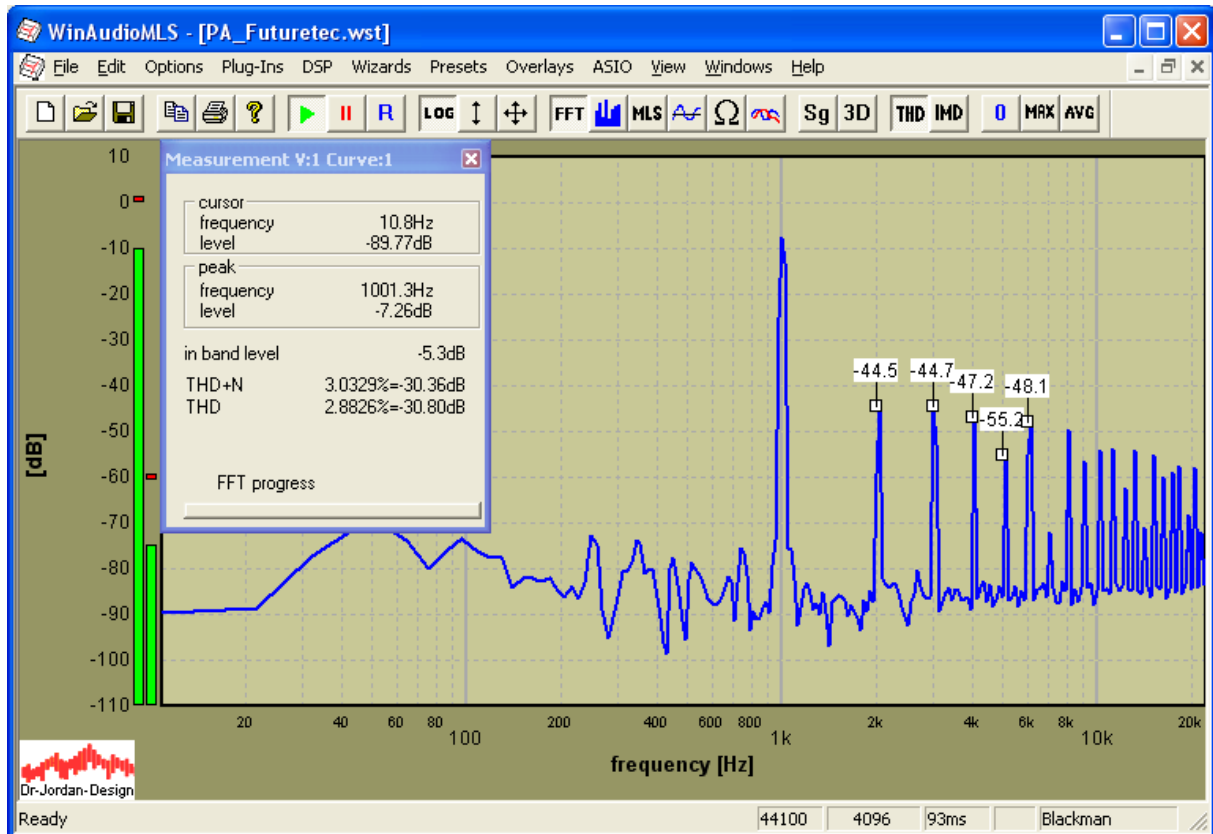 WinAudioMLS - [PA_Futuretec.wst]
File Edit Options Plug-Ins DSP Wizards Presets Overlays ASIO View Windows Help
R LOG FFT MLS Ω Sg 3D THD IMD 0 MAX AVG
Measurement V:1 Curve:1
cursor
frequency 10.8Hz
level -89.77dB
peak
frequency 1001.3Hz
level -7.26dB
in band level -5.3dB
THD+N 3.0329%=-30.36dB
THD 2.8826%=-30.80dB
FFT progress
[dB]
10
0
-10
-20
-30
-40
-50
-60
-70
-80
-90
-100
-110
-44.5 -44.7 -47.2 -48.1
-55.2
20 40 60 80 200 400 600 800 2k 4k 6k 8k 20k
100 1k 10k
frequency [Hz]
Dr-Jordan-Design
Ready 44100 4096 93ms Blackman